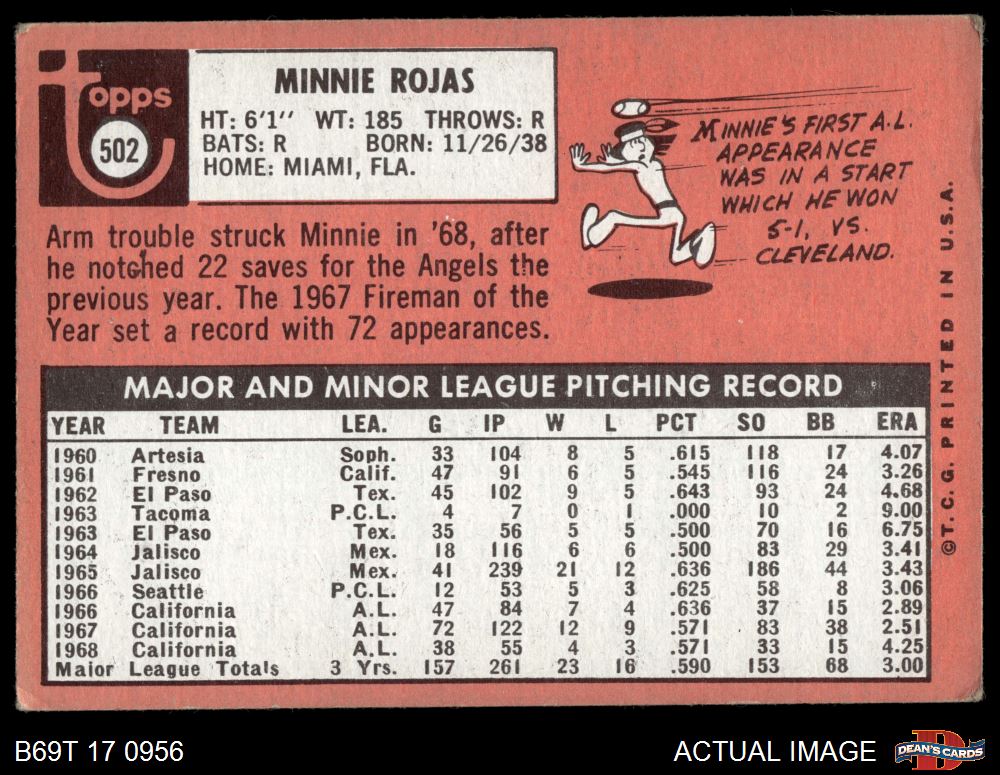 topps
502
MINNIE ROJAS
HT: 6'1" WT: 185 THROWS: R
BATS: R BORN: 11/26/38
HOME: MIAMI, FLA.
Arm trouble struck Minnie in '68, after
he notched 22 saves for the Angels the
previous year. The 1967 Fireman of the
Year set a record with 72 appearances.
MINNIE'S FIRST A.L.
APPEARANCE
WAS IN A START
WHICH HE WON
5-1, VS.
CLEVELAND.
MAJOR AND MINOR LEAGUE PITCHING RECORD
YEAR TEAM LEA. G IP W L PCT SO BB ERA
1960 Artesia Soph. 33 104 8 5 .615 118 17 4.07
1961 Fresno Calif. 47 91 6 5 .545 116 24 3.26
1962 El Paso Tex. 45 102 9 5 .643 93 24 4.68
1963 Tacoma P.C.L. 4 7 0 1 .000 10 2 9.00
1963 El Paso Tex. 35 56 5 5 .500 70 16 6.75
1964 Jalisco Mex. 18 116 6 6 .500 83 29 3.41
1965 Jalisco Mex. 41 239 21 12 .636 186 44 3.43
1966 Seattle P.C.L. 12 53 5 3 .625 58 8 3.06
1966 California A.L. 47 84 7 4 .636 37 15 2.89
1967 California A.L. 72 122 12 9 .571 83 38 2.51
1968 California A.L. 38 55 4 3 .571 33 15 4.25
Major League Totals 3 Yrs. 157 261 23 16 .590 153 68 3.00
©T.C.G. PRINTED IN U.S.A.
B69T 17 0956
ACTUAL IMAGE
D
DEAN'S CARDS